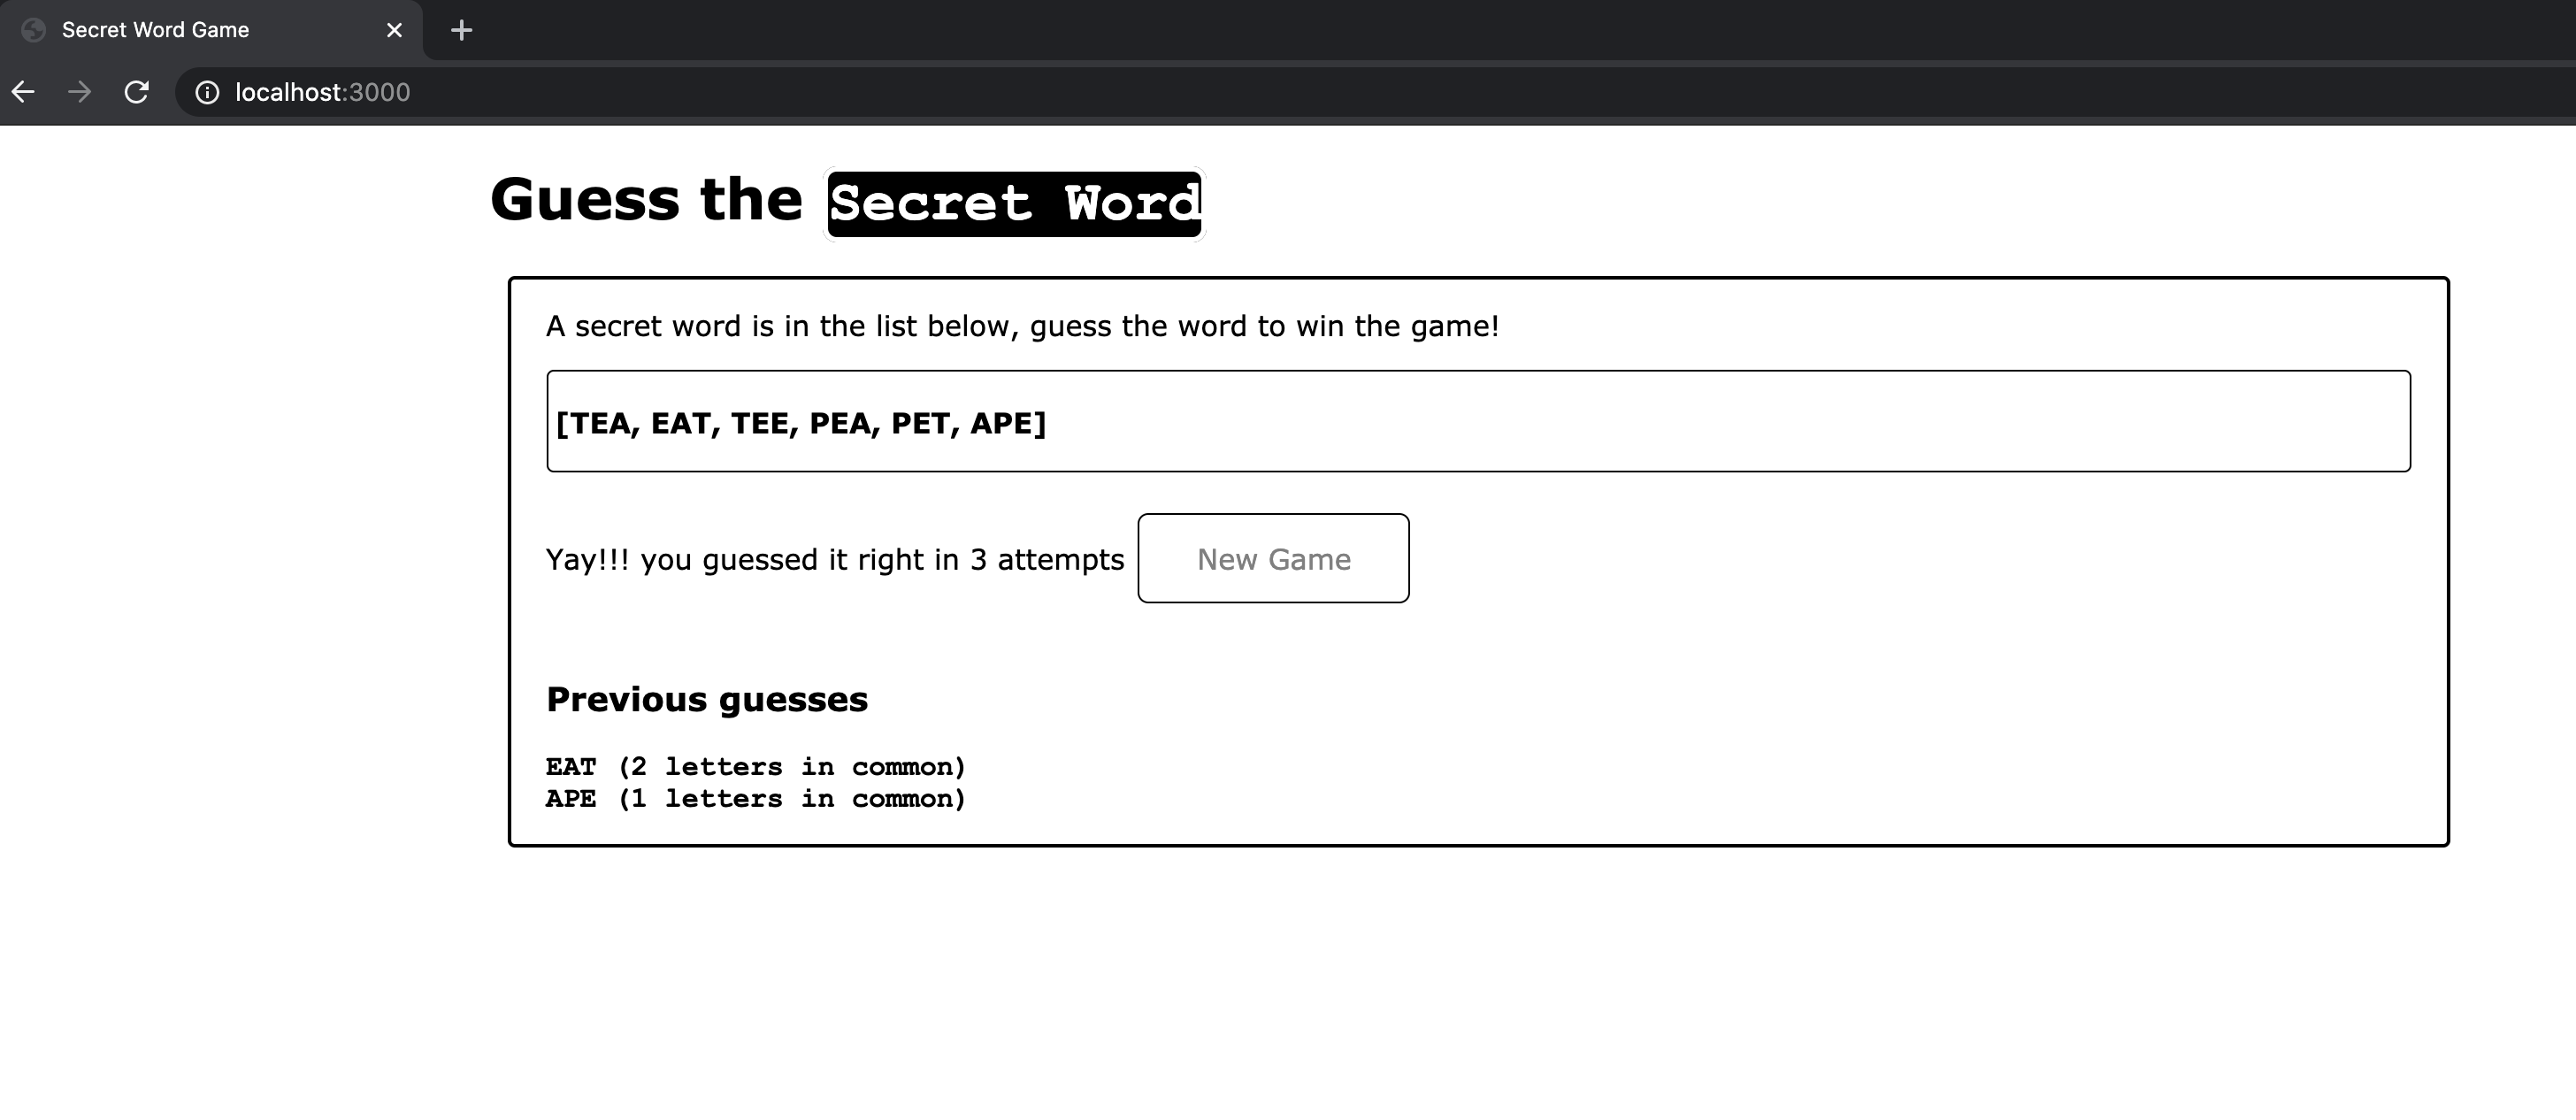 Secret Word Game
localhost:3000
Guess the Secret Word
A secret word is in the list below, guess the word to win the game!
[TEA, EAT, TEE, PEA, PET, APE]
Yay!!! you guessed it right in 3 attempts New Game
Previous guesses
EAT (2 letters in common)
APE (1 letters in common)